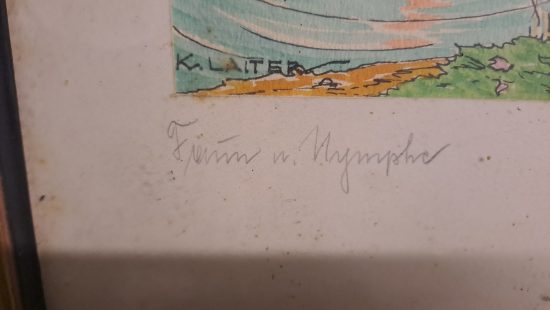 K. LAITER
Faun u. Nymphe